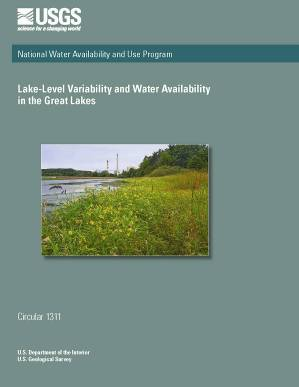 USGS
science for a changing world
National Water Availability and Use Program
Lake-Level Variability and Water Availability
in the Great Lakes
Circular 1311
U.S. Department of the Interior
U.S. Geological Survey